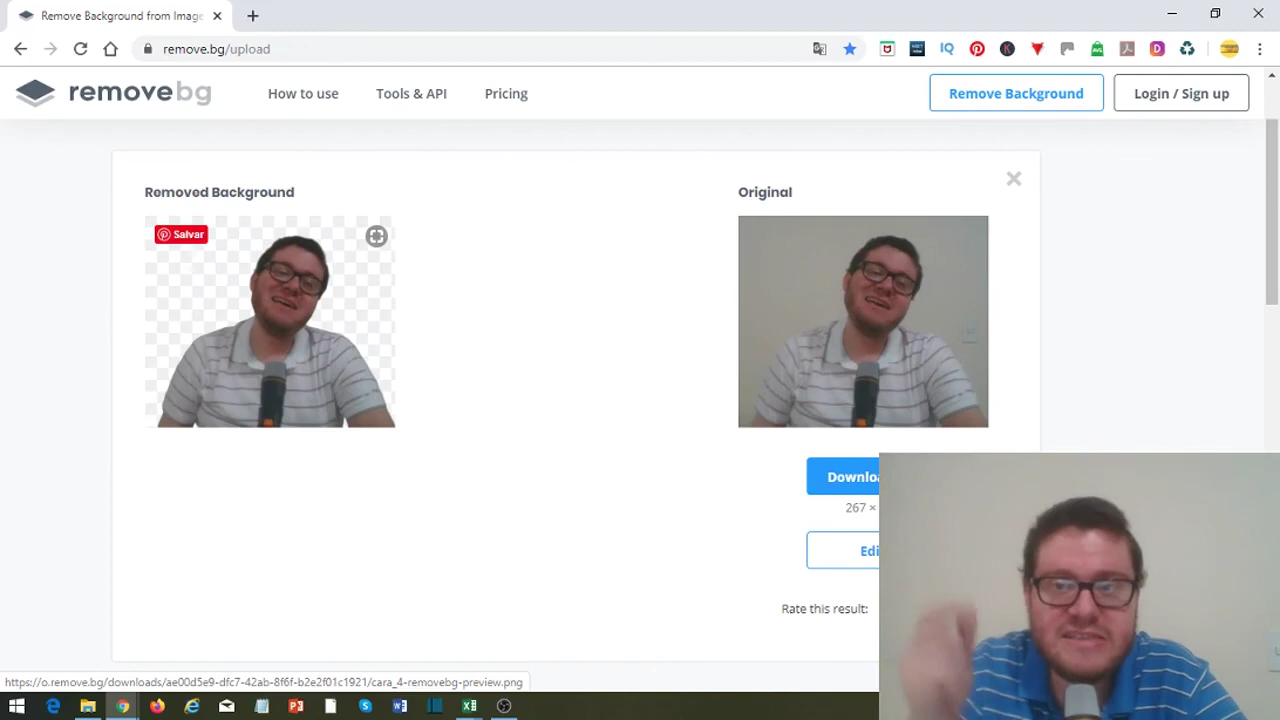 Remove Background from Image
remove.bg/upload
removebg
How to use
Tools & API
Pricing
Remove Background
Login / Sign up
Removed Background
Original
Salvar
Downloa
267 ×
Edi
Rate this result:
https://o.remove.bg/downloads/ae00d5e9-dfc7-42ab-8f6f-b2e2f01c1921/cara_4-removebg-preview.png